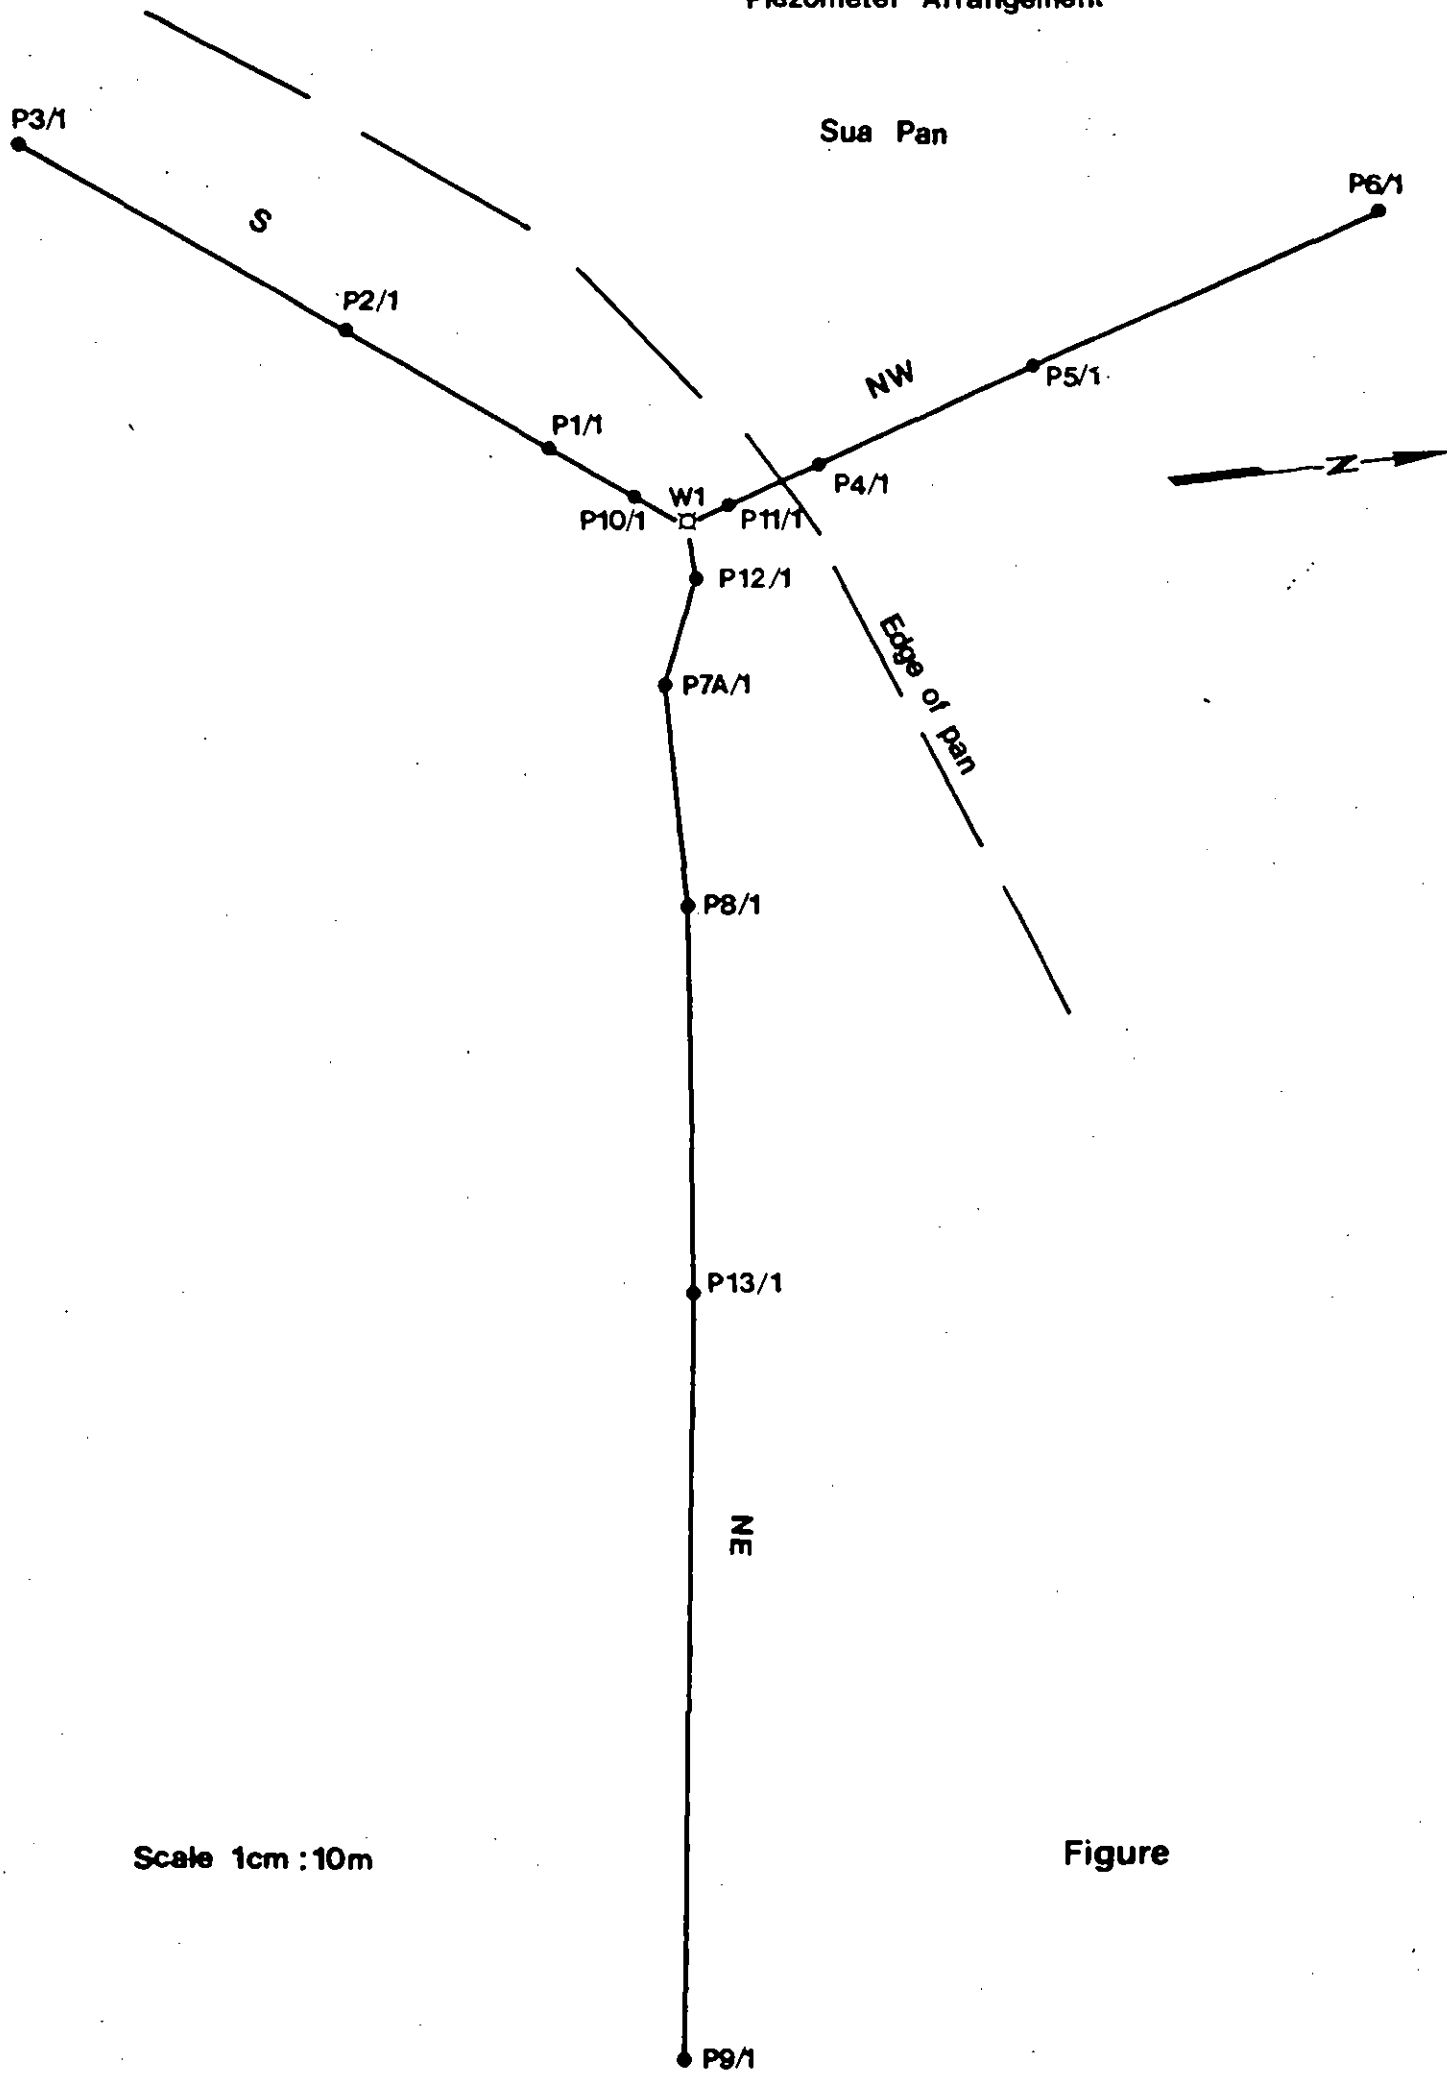 Piezometer Arrangement
P3/1
Sua Pan
P6/1
S
P2/1
NW
P5/1
P1/1
N
P4/1
W1
P10/1
P11/1
P12/1
Edge of pan
P7A/1
P8/1
P13/1
NE
Scale 1cm : 10m
Figure
P9/1